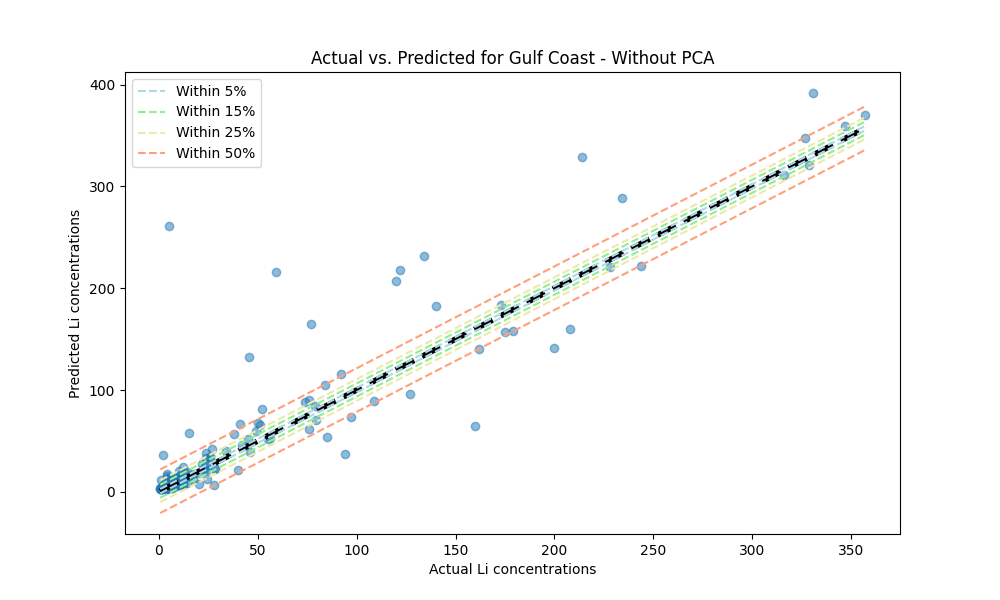 Actual vs. Predicted for Gulf Coast - Without PCA
Within 5%
Within 15%
Within 25%
Within 50%
400
300
200
100
0
Predicted Li concentrations
0 50 100 150 200 250 300 350
Actual Li concentrations